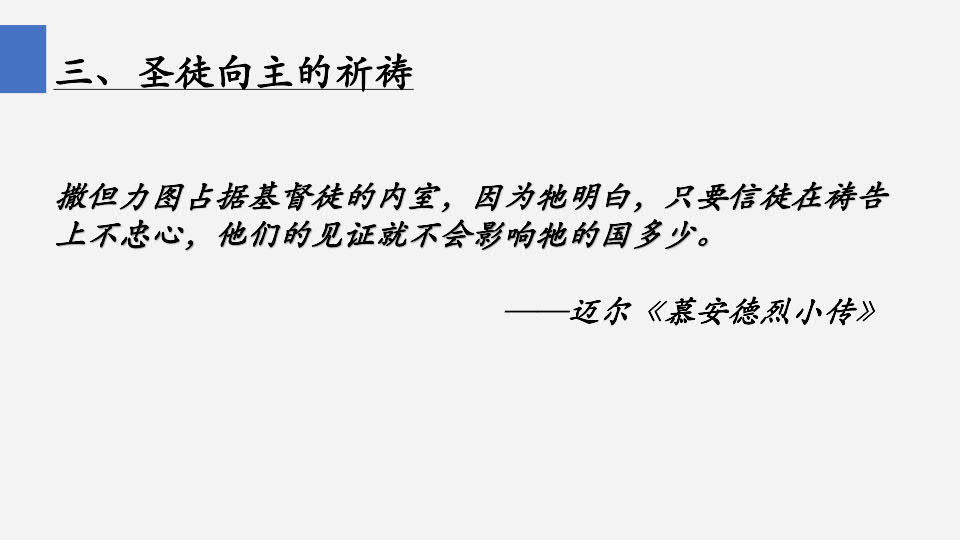 三、圣徒向主的祈祷
撒但力图占据基督徒的内室，因为牠明白，只要信徒在祷告
上不忠心，他们的见证就不会影响牠的国多少。
——迈尔《慕安德烈小传》